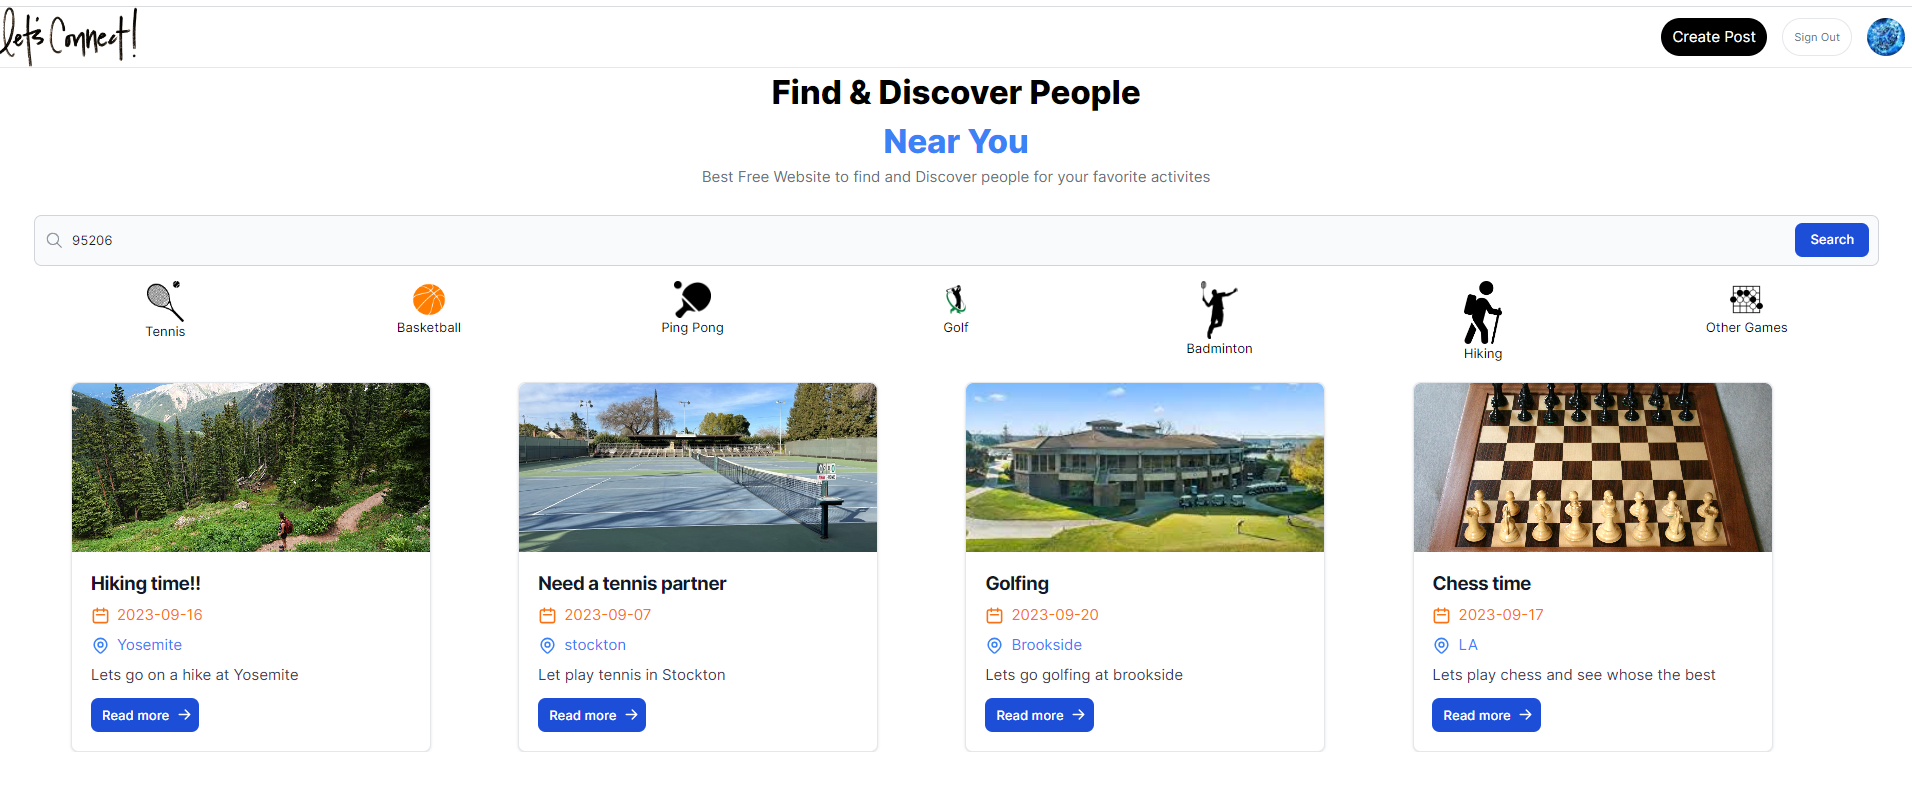 let's Connect!
Create Post
Sign Out
Find & Discover People
Near You
Best Free Website to find and Discover people for your favorite activites
95206
Search
Tennis
Basketball
Ping Pong
Golf
Badminton
Hiking
Other Games
Hiking time!!
2023-09-16
Yosemite
Lets go on a hike at Yosemite
Read more
Need a tennis partner
2023-09-07
stockton
Let play tennis in Stockton
Read more
Golfing
2023-09-20
Brookside
Lets go golfing at brookside
Read more
Chess time
2023-09-17
LA
Lets play chess and see whose the best
Read more